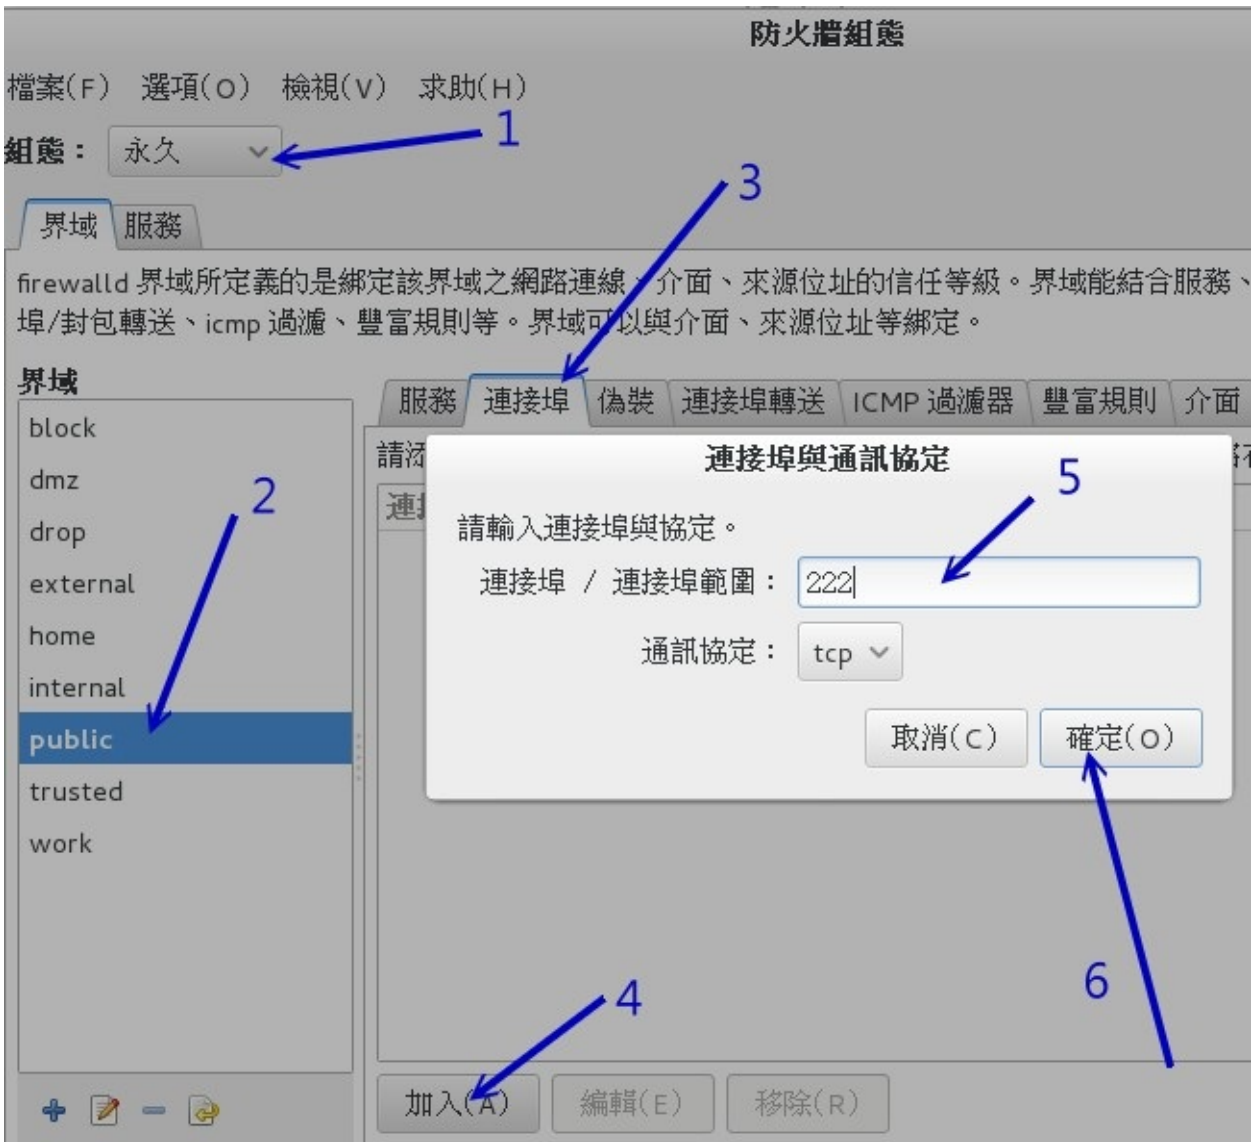 防火牆組態
檔案(F) 選項(O) 檢視(V) 求助(H)
1
組態： 永久
3
界域 服務
firewalld 界域所定義的是綁定該界域之網路連線、介面、來源位址的信任等級。界域能結合服務、
埠/封包轉送、icmp 過濾、豐富規則等。界域可以與介面、來源位址等綁定。
界域
服務 連接埠 偽裝 連接埠轉送 ICMP 過濾器 豐富規則 介面
block
dmz
drop
external
home
internal
public
trusted
work
2
請添
連接埠與通訊協定
5
請輸入連接埠與協定。
連接埠 / 連接埠範圍： 222
通訊協定： tcp
取消(C) 確定(O)
6
4
加入(A) 編輯(E) 移除(R)